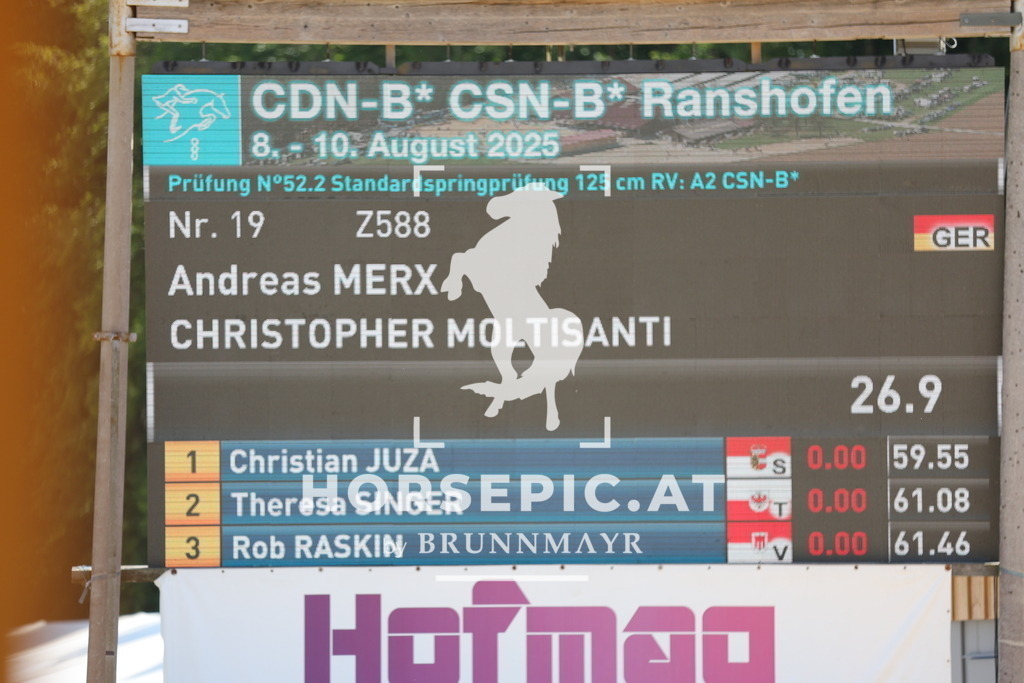 CDN-B* CSN-B* Ranshofen
8. - 10. August 2025
Prüfung N°52.2 Standardspringprüfung 125 cm RV: A2 CSN-B*
Nr. 19 Z588 GER
Andreas MERX
CHRISTOPHER MOLTISANTI
26.9
1 Christian JUZA S 0.00 59.55
2 Theresa SINGER T 0.00 61.08
3 Rob RASKIN V 0.00 61.46
HORSEPIC.AT
by BRUNNMAYR
Hofmag